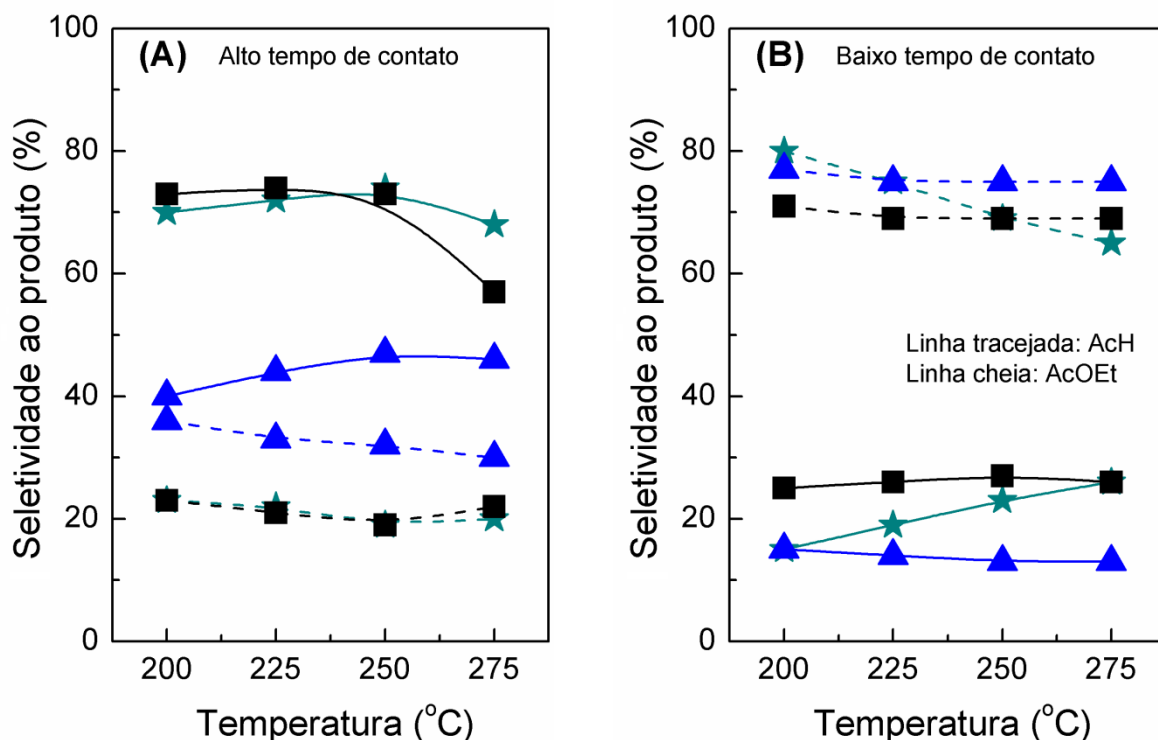 (A) Alto tempo de contato
Seletividade ao produto (%)
100
80
60
40
20
0
200 225 250 275
Temperatura (°C)
(B) Baixo tempo de contato
Seletividade ao produto (%)
100
80
60
40
20
0
Linha tracejada: AcH
Linha cheia: AcOEt
200 225 250 275
Temperatura (°C)